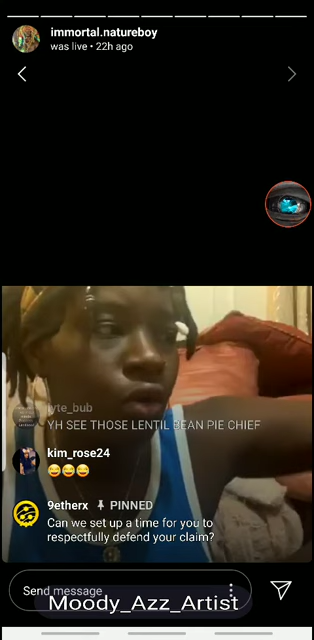 immortal.natureboy
was live • 22h ago
yte_bub
YH SEE THOSE LENTIL BEAN PIE CHIEF
kim_rose24
😂😂😂
9etherx PINNED
Can we set up a time for you to
respectfully defend your claim?
Send message
Moody_Azz_Artist